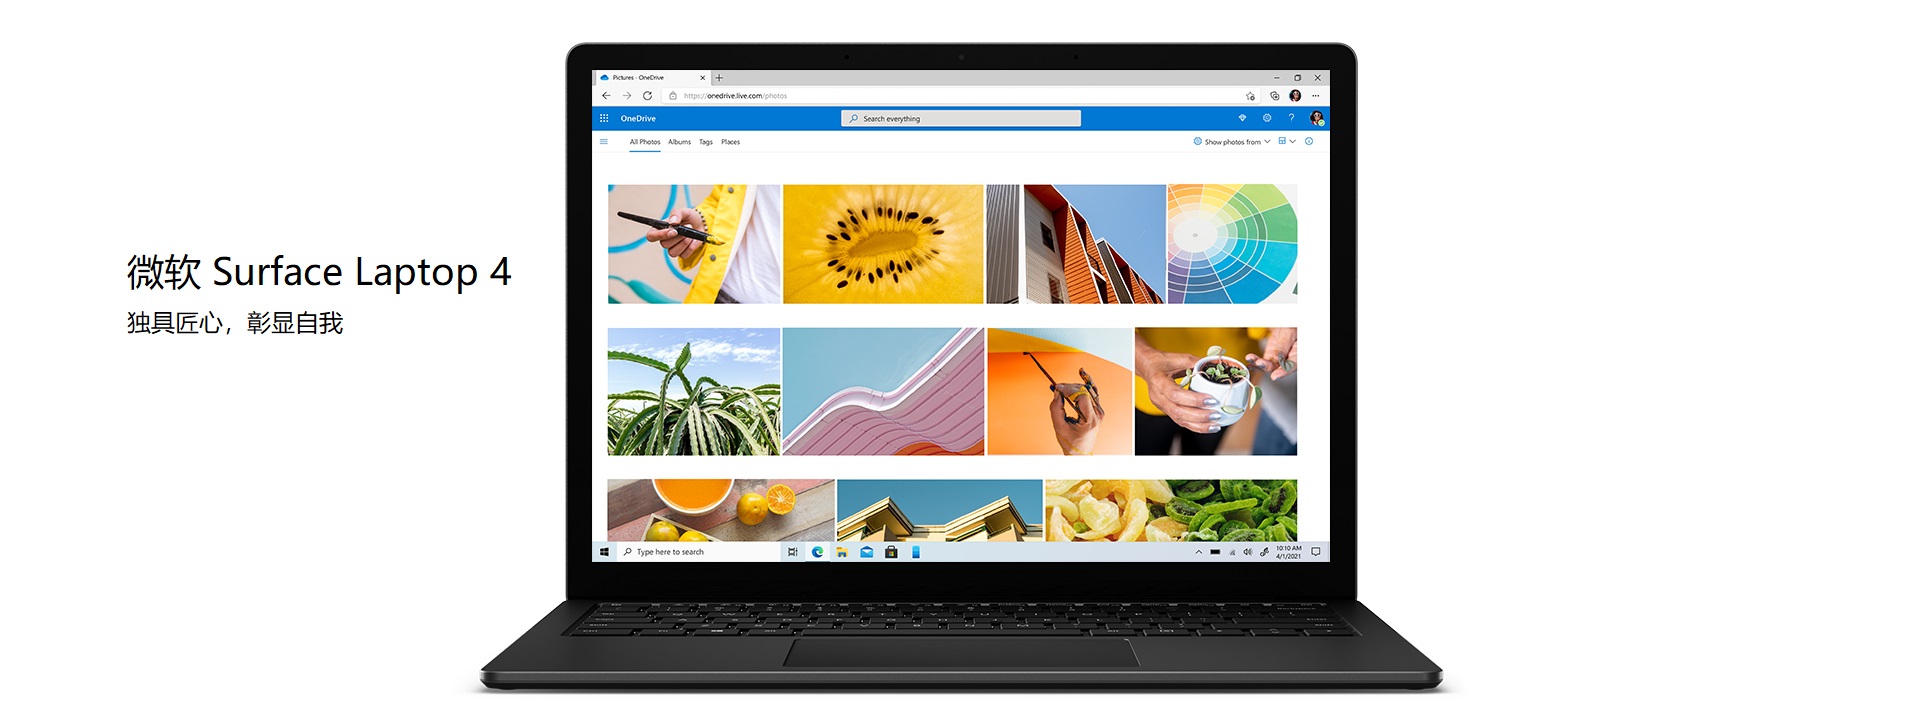 Pictures - OneDrive
https://onedrive.live.com/photos
OneDrive
Search everything
?
All Photos Albums Tags Places
Show photos from
微软 Surface Laptop 4
独具匠心，彰显自我
Type here to search
10:10 AM
4/1/2021